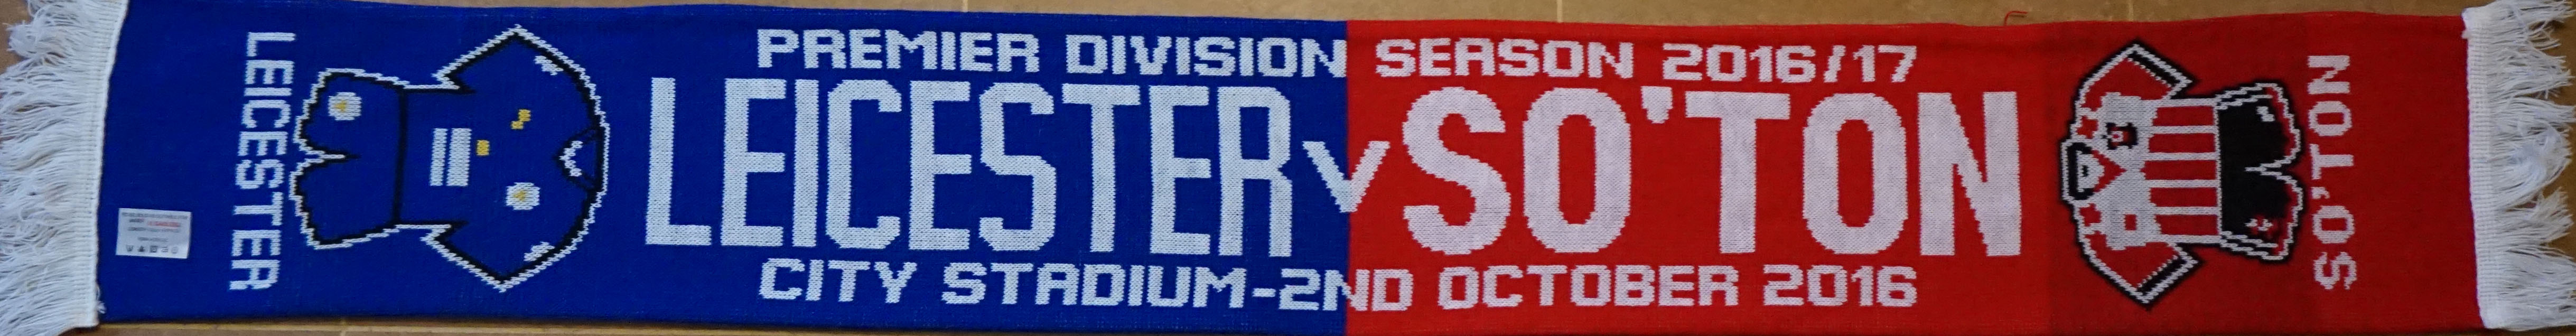 LEICESTER
PREMIER DIVISION SEASON 2016/17
LEICESTER v SO'TON
CITY STADIUM-2ND OCTOBER 2016
SO'TON